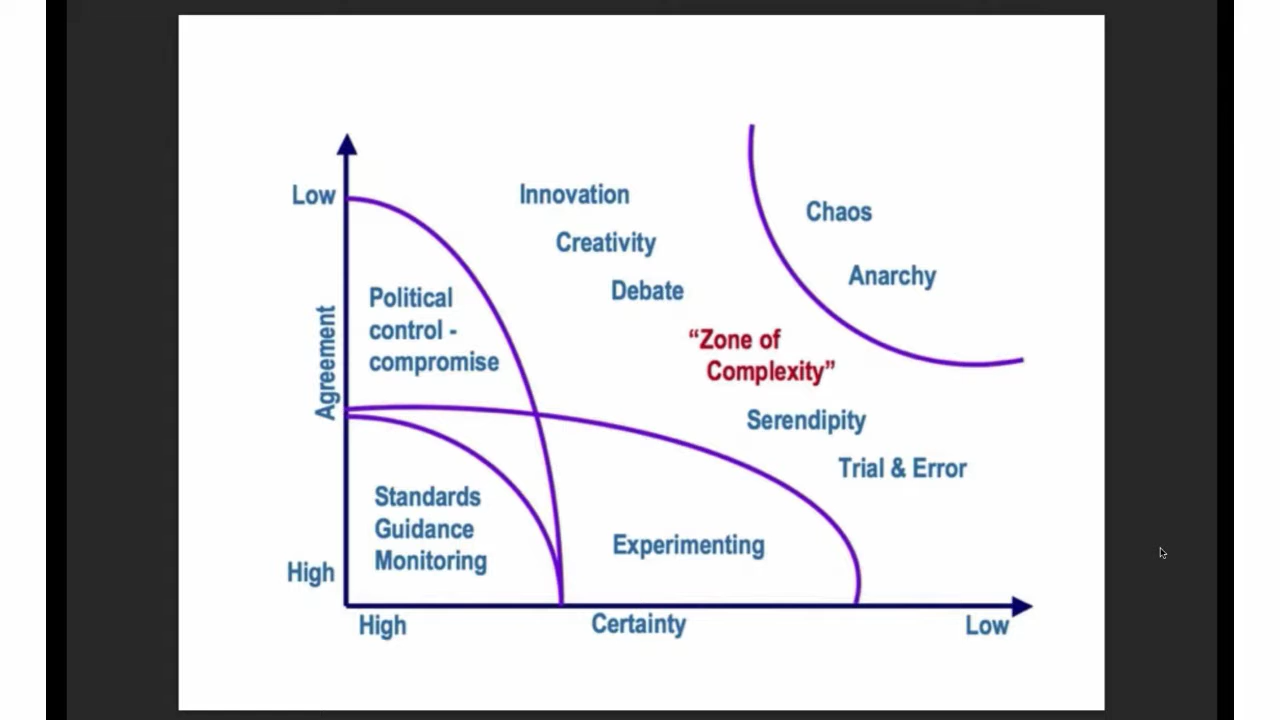 Low
Innovation
Chaos
Creativity
Anarchy
Debate
Political
control -
compromise
“Zone of
Complexity”
Agreement
Serendipity
Trial & Error
Standards
Guidance
Monitoring
Experimenting
High
High
Certainty
Low